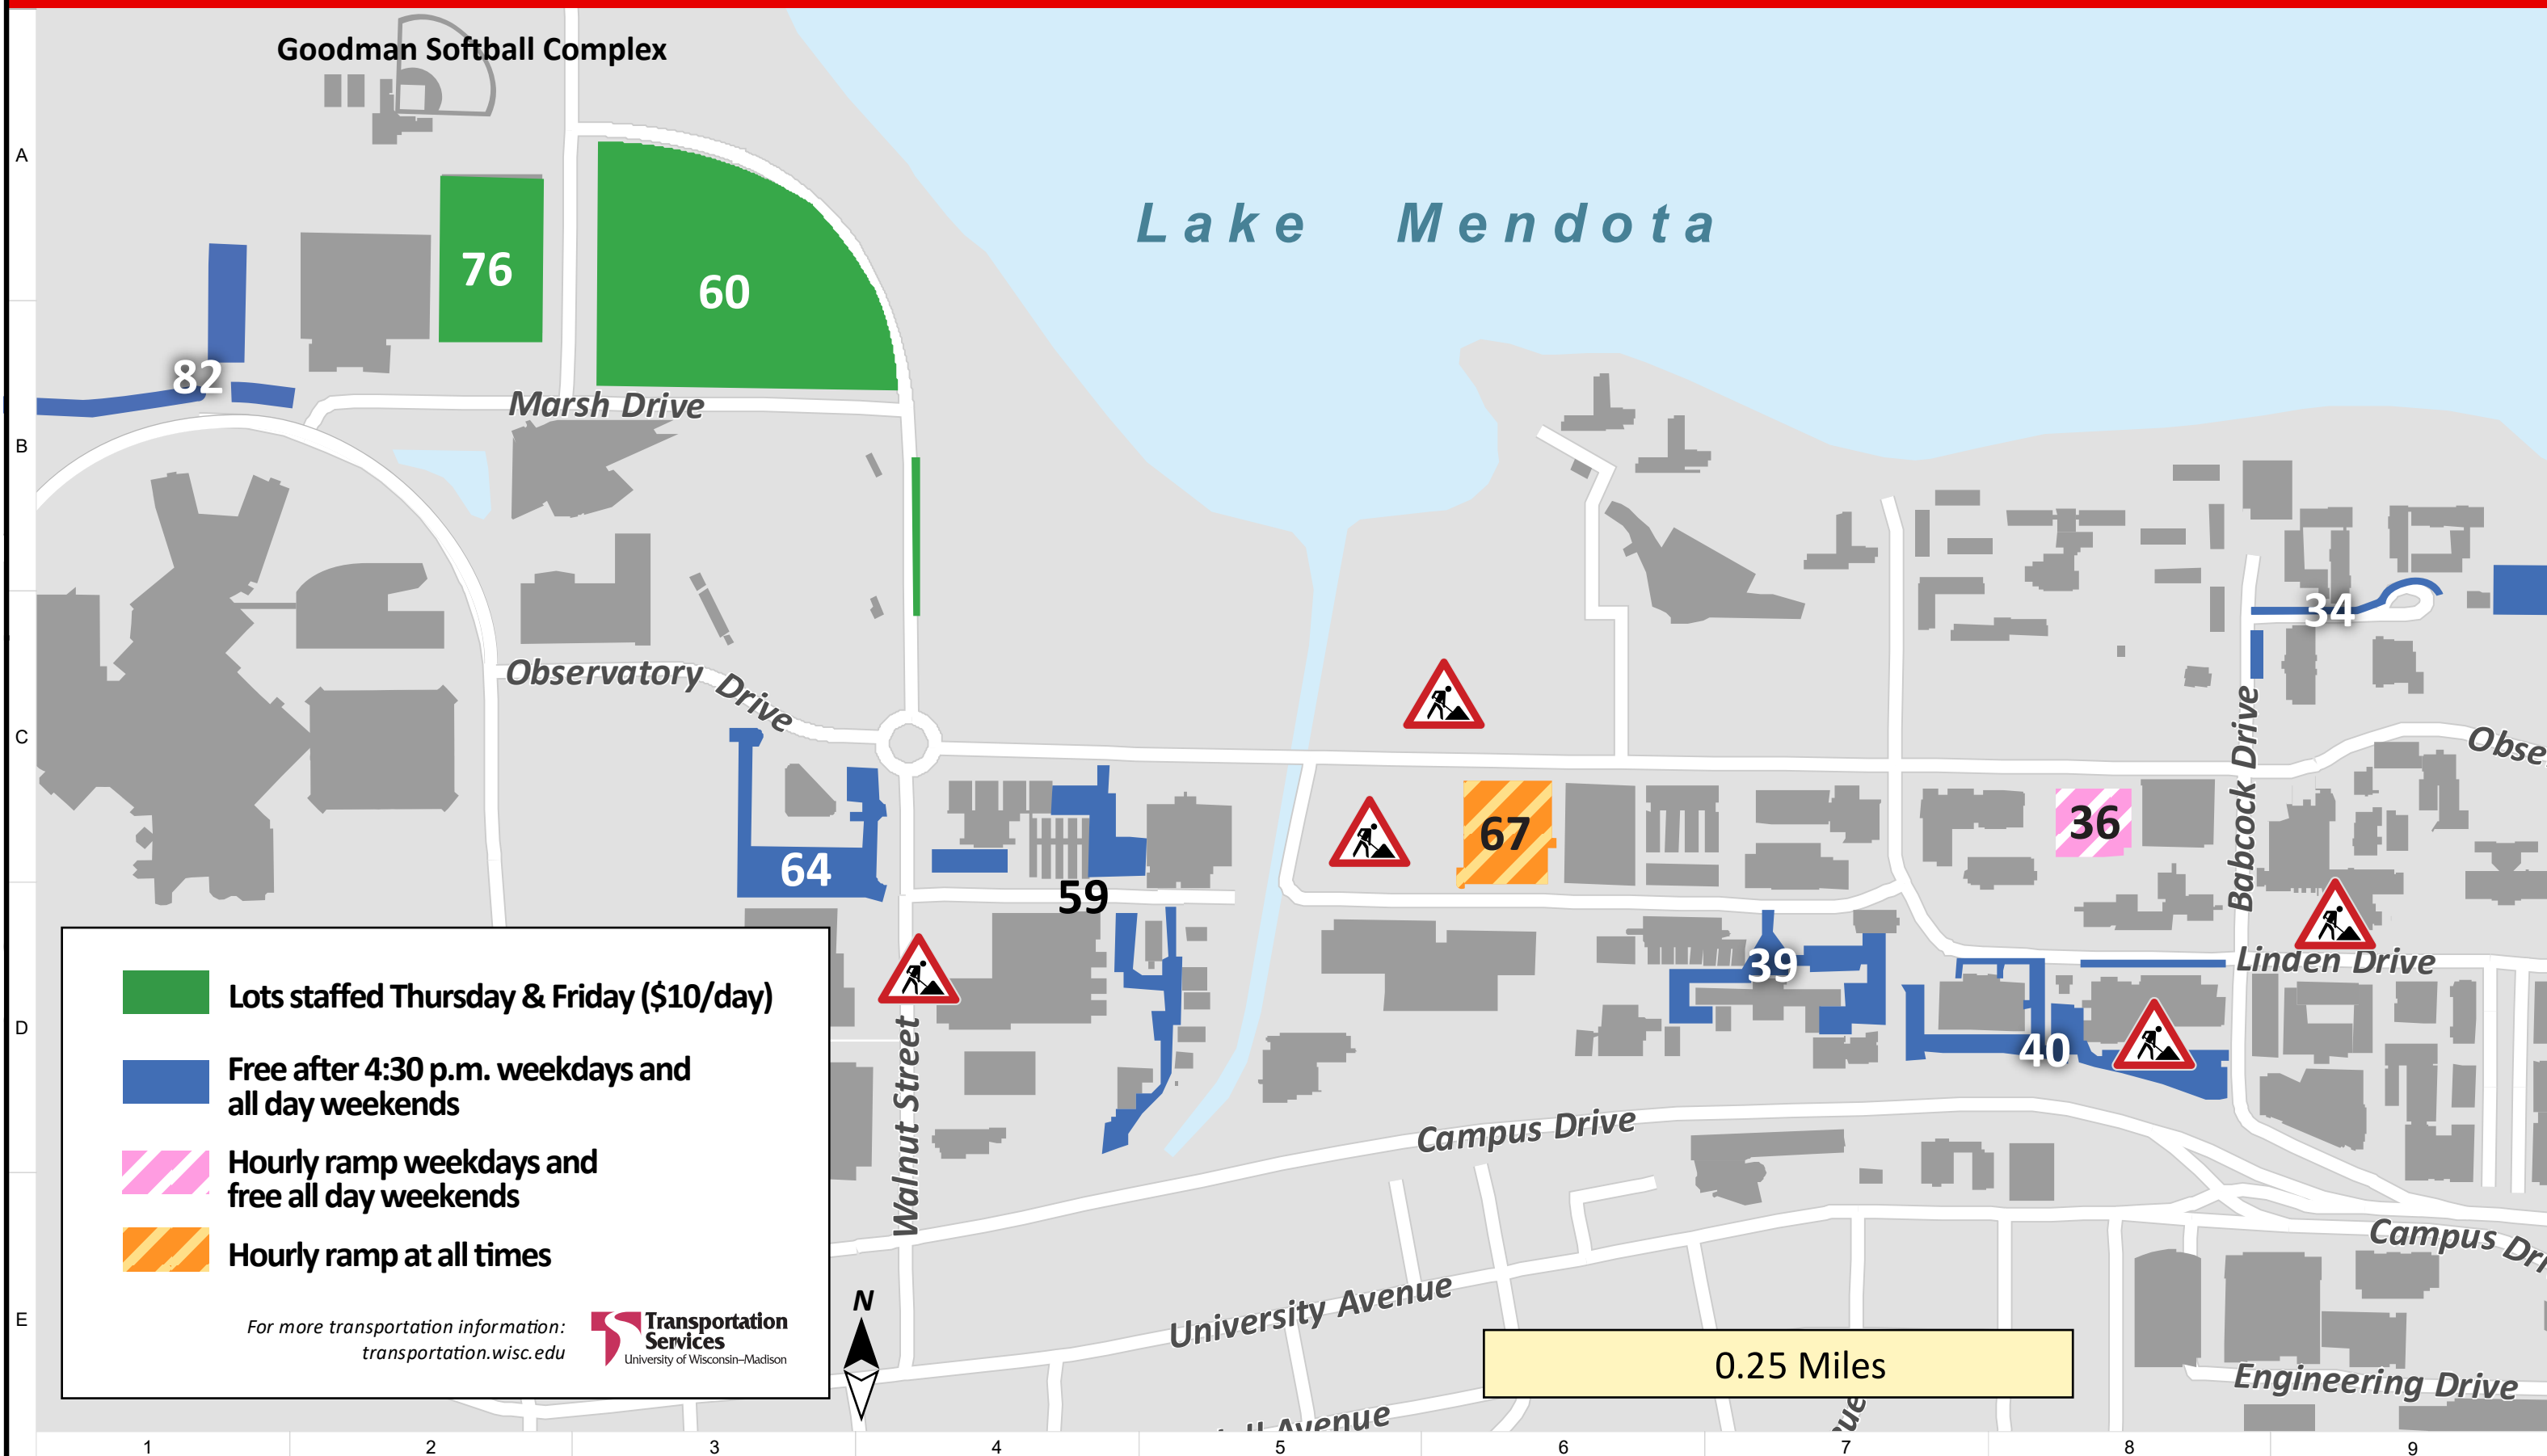 Goodman Softball Complex
A
Lake Mendota
76
60
82
Marsh Drive
B
34
Observatory Drive
Babcock Drive
C
Obse
36
67
64
59
Linden Drive
39
Walnut Street
D
40
Campus Drive
Lots staffed Thursday & Friday ($10/day)
Free after 4:30 p.m. weekdays and
all day weekends
Hourly ramp weekdays and
free all day weekends
Hourly ramp at all times
For more transportation information:
transportation.wisc.edu
Transportation
Services
University of Wisconsin–Madison
N
Campus Dri
E
University Avenue
0.25 Miles
Engineering Drive
Avenue
ue
1 2 3 4 5 6 7 8 9